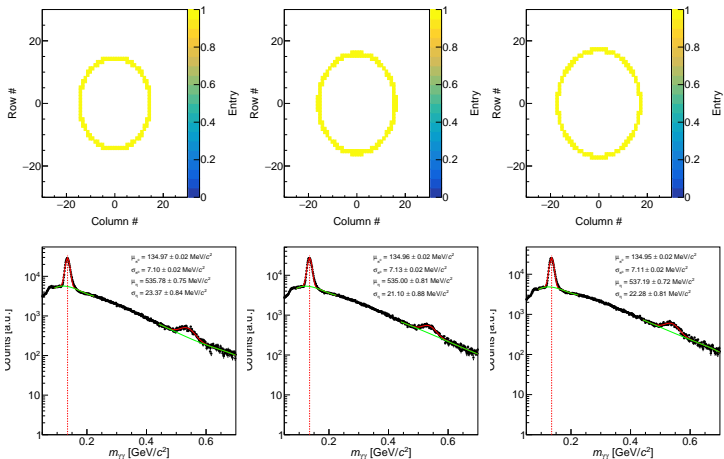 Row #
Column #
Entry
−20 0 20
−20
0
20
0
0.2
0.4
0.6
0.8
1
Row #
Column #
Entry
−20 0 20
−20
0
20
0
0.2
0.4
0.6
0.8
1
Row #
Column #
Entry
−20 0 20
−20
0
20
0
0.2
0.4
0.6
0.8
1
μπ⁰ = 134.97 ± 0.02 MeV/c²
σπ⁰ = 7.10 ± 0.02 MeV/c²
μη = 535.78 ± 0.75 MeV/c²
ση = 23.37 ± 0.84 MeV/c²
Counts [a.u.]
10⁴
10³
10²
10
1
0.2 0.4 0.6
mγγ [GeV/c²]
μπ⁰ = 134.96 ± 0.02 MeV/c²
σπ⁰ = 7.13 ± 0.02 MeV/c²
μη = 535.00 ± 0.81 MeV/c²
ση = 21.10 ± 0.88 MeV/c²
Counts [a.u.]
10⁴
10³
10²
10
1
0.2 0.4 0.6
mγγ [GeV/c²]
μπ⁰ = 134.95 ± 0.02 MeV/c²
σπ⁰ = 7.11 ± 0.02 MeV/c²
μη = 537.19 ± 0.72 MeV/c²
ση = 22.28 ± 0.81 MeV/c²
Counts [a.u.]
10⁴
10³
10²
10
1
0.2 0.4 0.6
mγγ [GeV/c²]